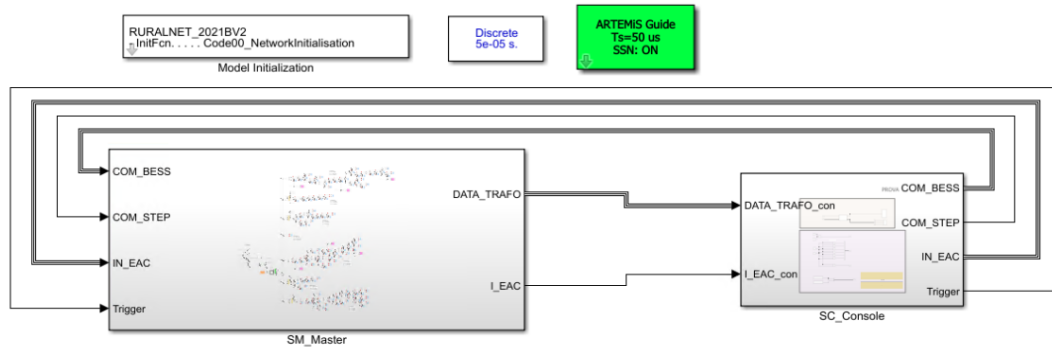 RURALNET_2021BV2
-InitFcn. . . . . Code00_NetworkInitialisation
Model Initialization
Discrete
5e-05 s.
ARTEMiS Guide
Ts=50 us
SSN: ON
COM_BESS
COM_STEP
IN_EAC
Trigger
DATA_TRAFO
I_EAC
SM_Master
DATA_TRAFO_con
I_EAC_con
PROVA
COM_BESS
COM_STEP
IN_EAC
Trigger
SC_Console